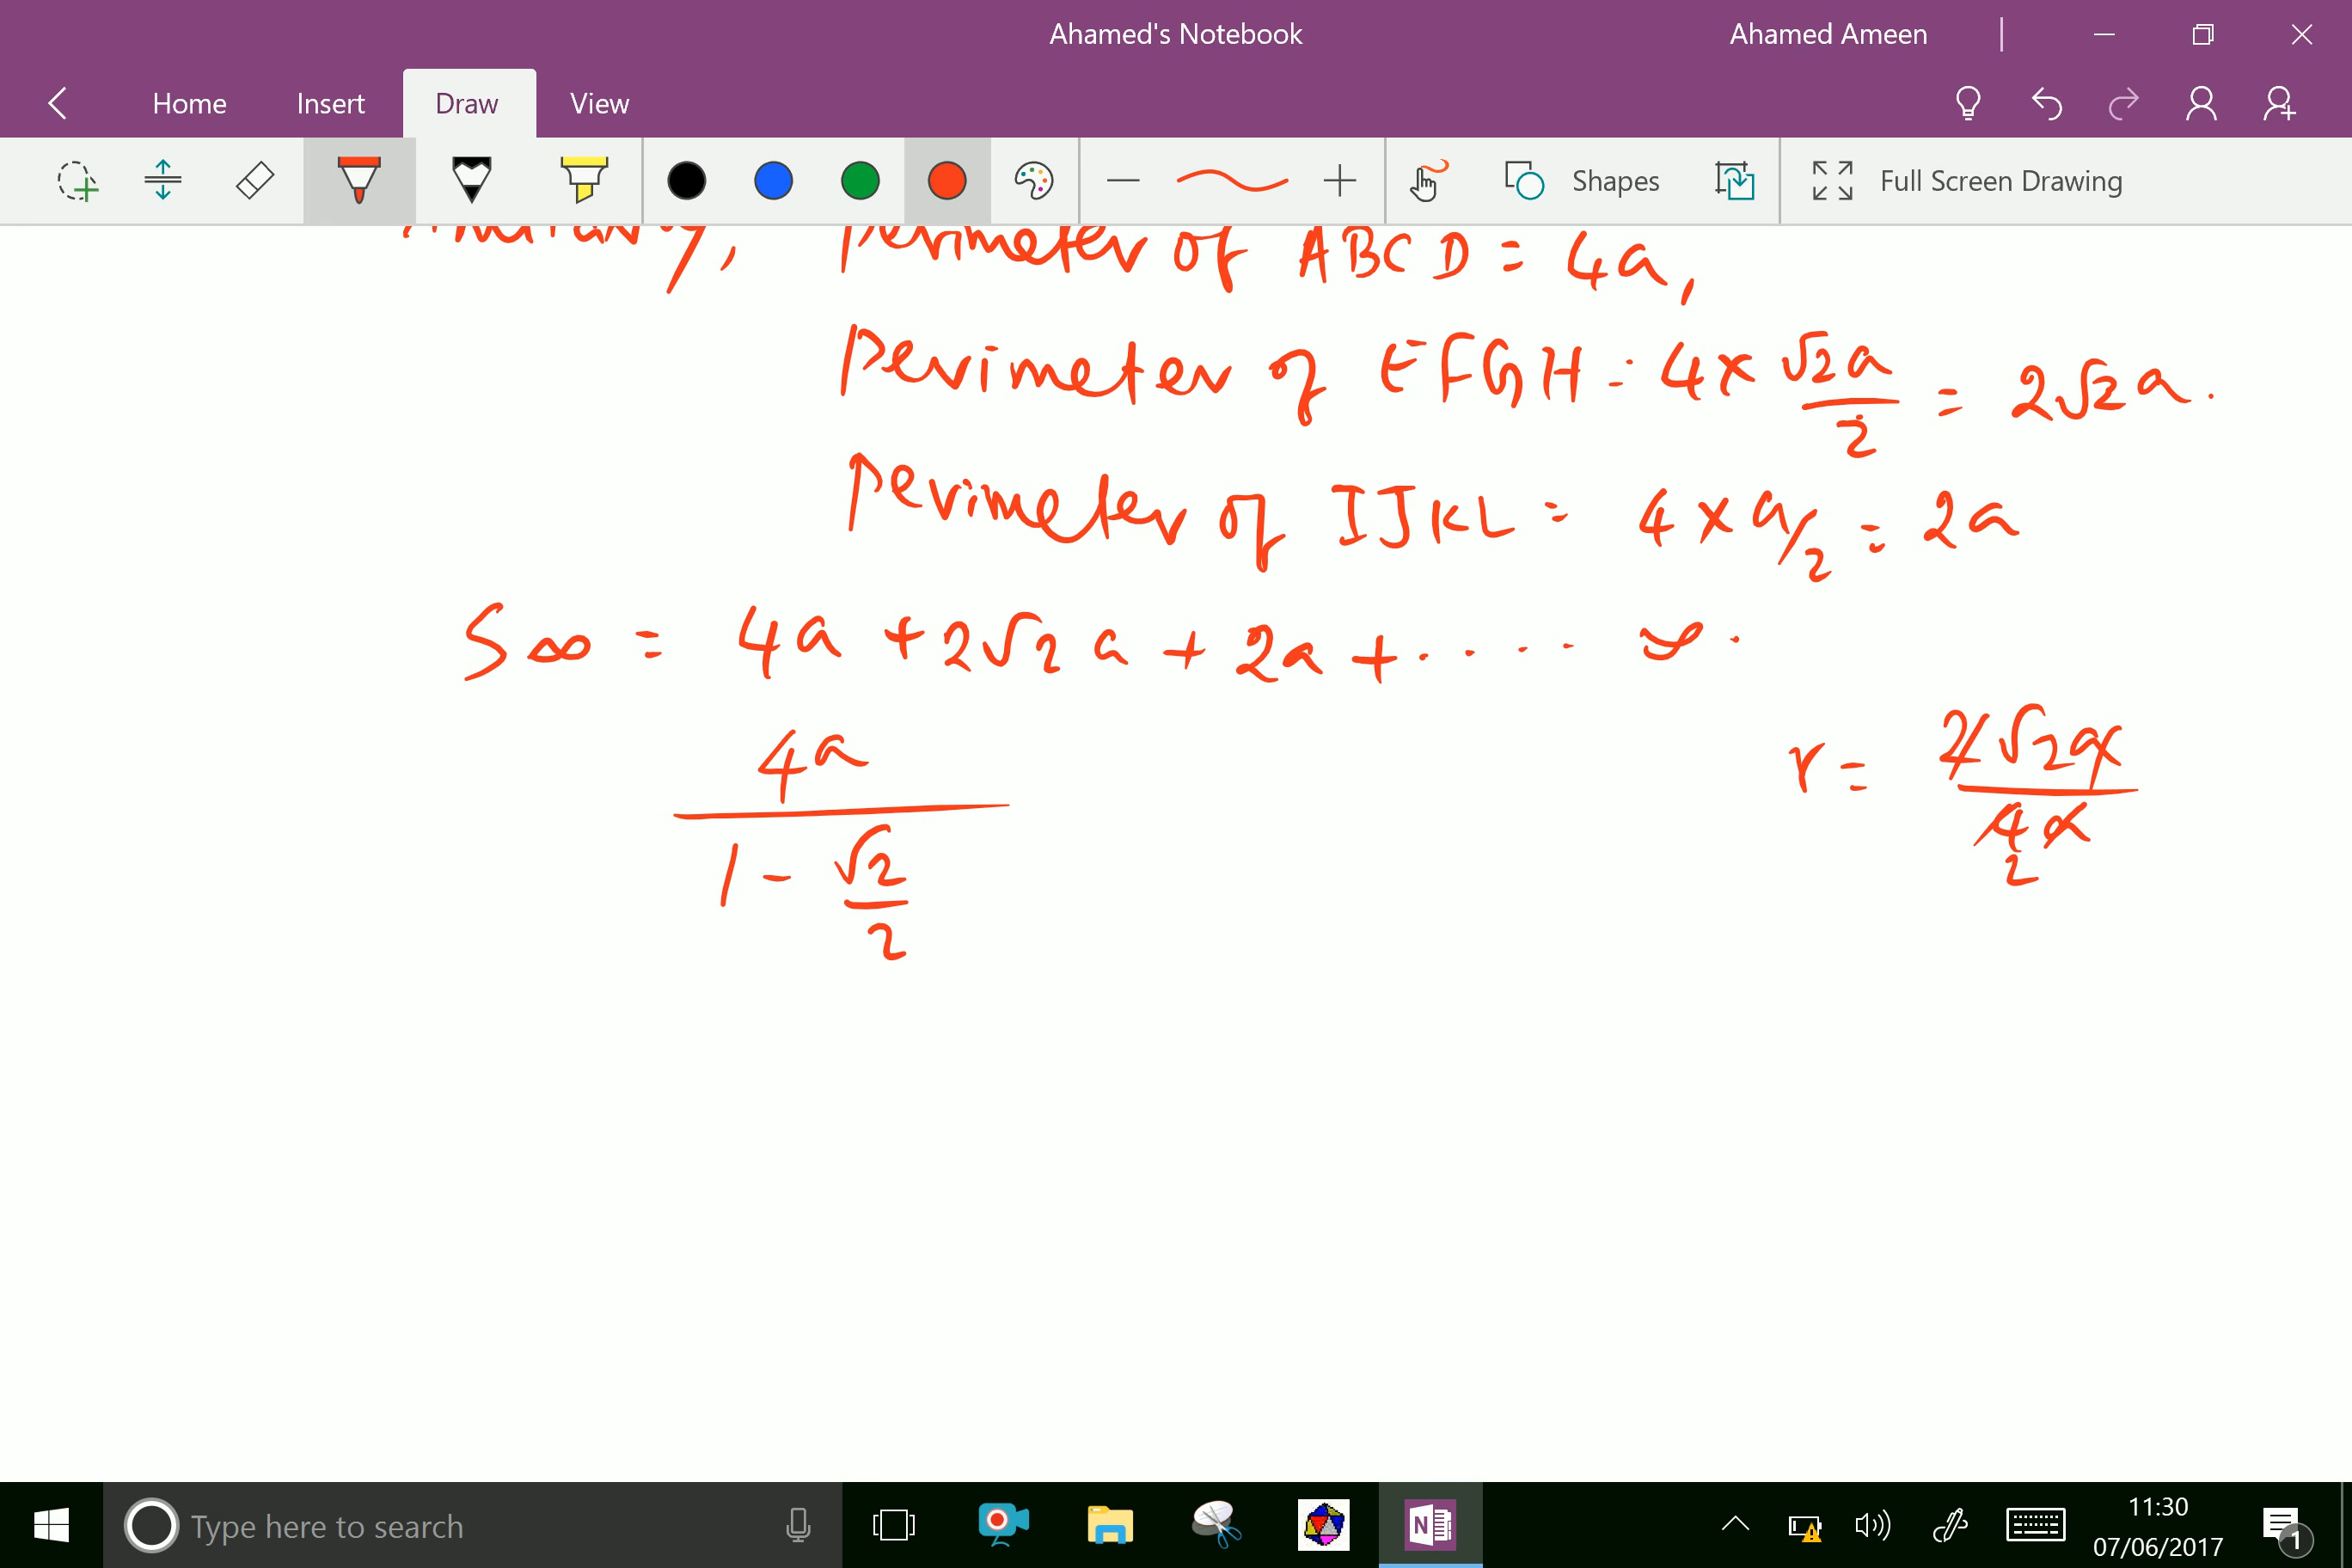 Ahamed's Notebook Ahamed Ameen
Home Insert Draw View
Shapes Full Screen Drawing
perimeter of ABCD = 4a,
perimeter of EFGH = 4 × √2a/2 = 2√2a.
perimeter of IJKL = 4 × a/2 = 2a
S∞ = 4a + 2√2a + 2a + ..... ∞.
4a/(1 - √2/2) r = 2√2a/4a
2
Type here to search
11:30
07/06/2017
1